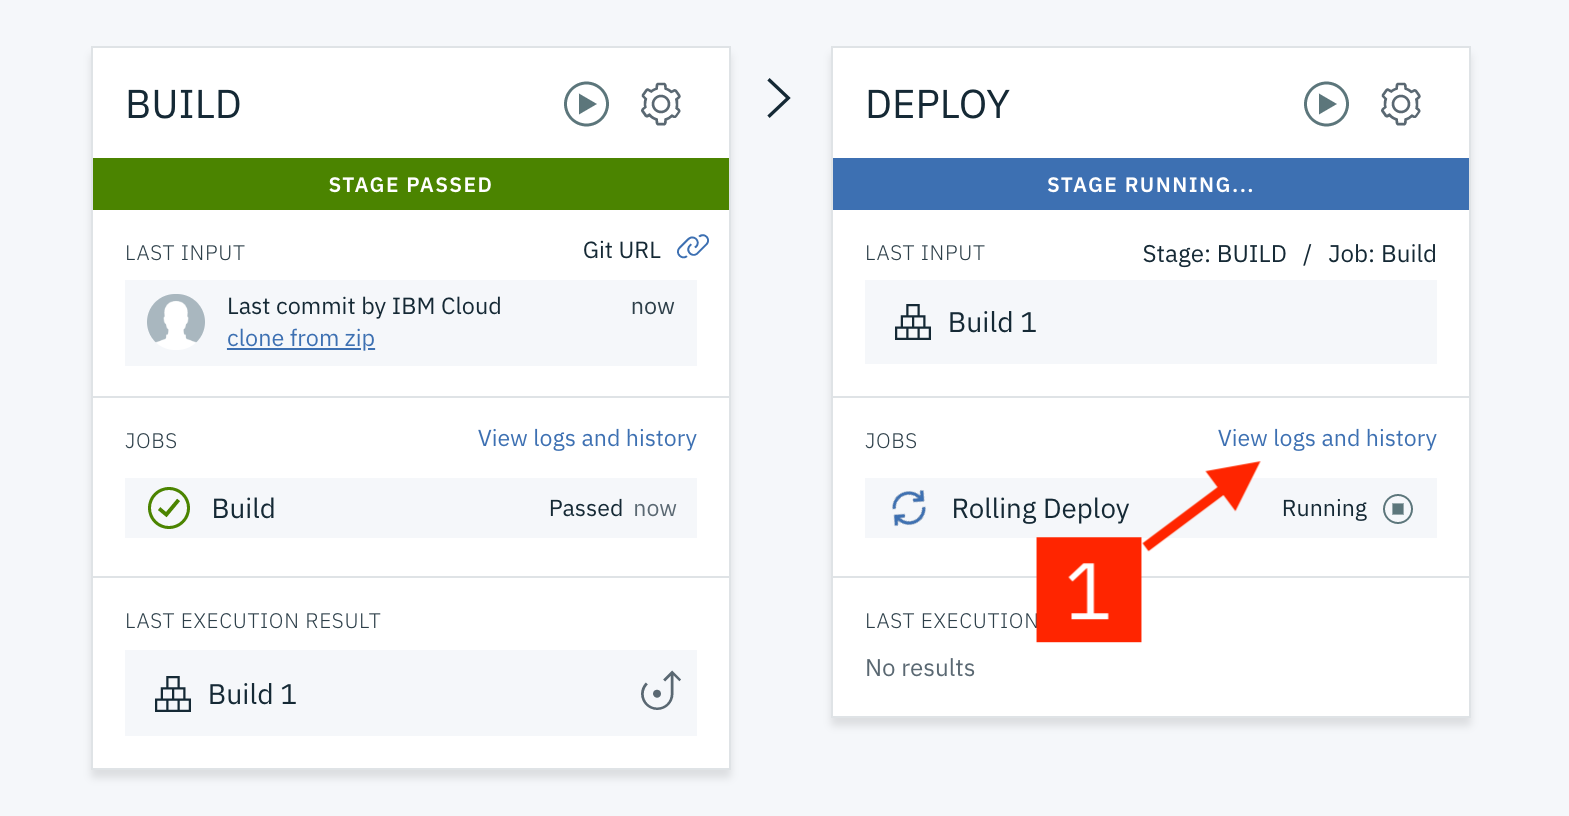 BUILD
STAGE PASSED
LAST INPUT
Git URL
Last commit by IBM Cloud
now
clone from zip
JOBS
View logs and history
Build
Passed now
LAST EXECUTION RESULT
Build 1
DEPLOY
STAGE RUNNING...
LAST INPUT
Stage: BUILD / Job: Build
Build 1
JOBS
View logs and history
Rolling Deploy
Running
1
LAST EXECUTION
No results